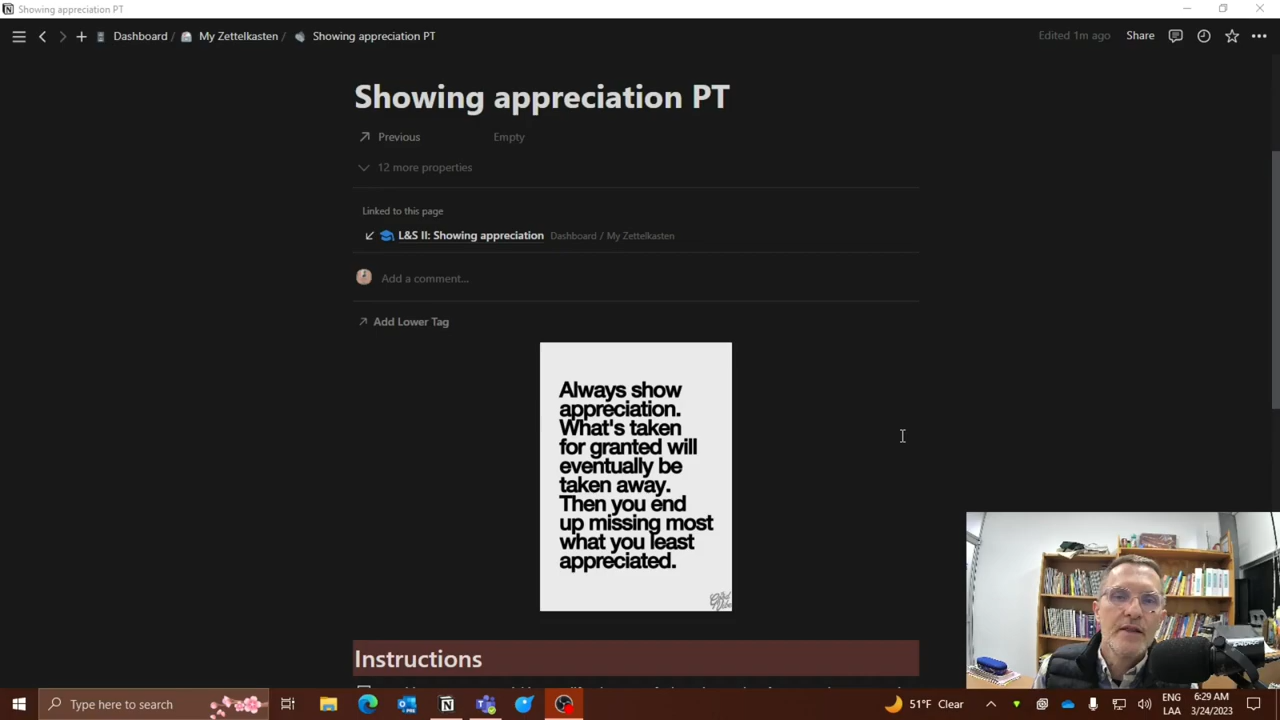 Showing appreciation PT
Dashboard / My Zettelkasten / Showing appreciation PT
Edited 1m ago Share
Showing appreciation PT
Previous Empty
12 more properties
Linked to this page
L&S II: Showing appreciation Dashboard / My Zettelkasten
Add a comment...
Add Lower Tag
Always show
appreciation.
What's taken
for granted will
eventually be
taken away.
Then you end
up missing most
what you least
appreciated.
Good
Vibe
Instructions
Type here to search
51°F Clear
ENG
LAA
6:29 AM
3/24/2023